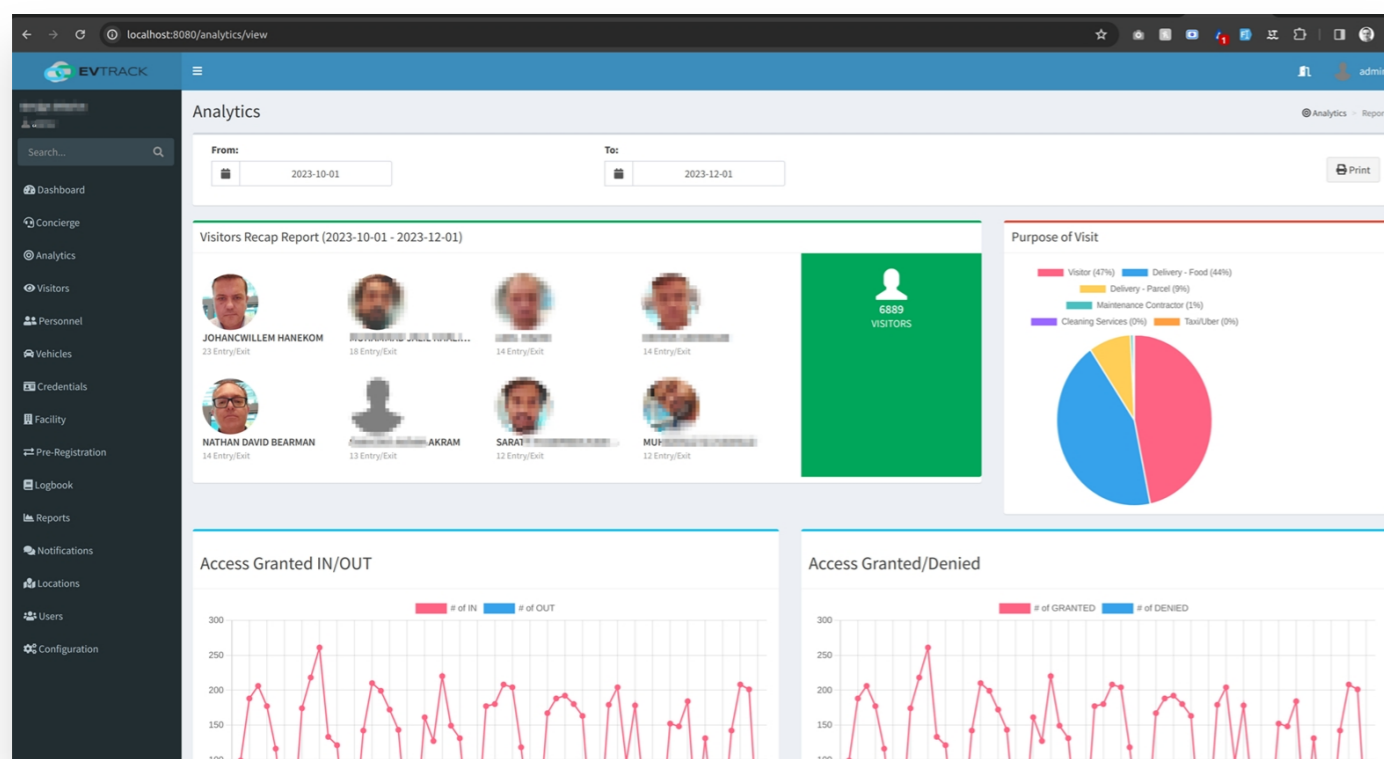 localhost:8080/analytics/view
1
EVTRACK
admin
Analytics
Analytics > Repor
Search...
From:
To:
2023-10-01
2023-12-01
Print
Dashboard
Concierge
Analytics
Visitors
Personnel
Vehicles
Credentials
Facility
Pre-Registration
Logbook
Reports
Notifications
Locations
Users
Configuration
Visitors Recap Report (2023-10-01 - 2023-12-01)
JOHANCWILLEM HANEKOM
23 Entry/Exit
18 Entry/Exit
14 Entry/Exit
14 Entry/Exit
NATHAN DAVID BEARMAN
14 Entry/Exit
AKRAM
13 Entry/Exit
SARAT
12 Entry/Exit
MUH
12 Entry/Exit
6889
VISITORS
Purpose of Visit
Visitor (47%) Delivery - Food (44%)
Delivery - Parcel (9%)
Maintenance Contractor (1%)
Cleaning Services (0%) Taxi/Uber (0%)
Access Granted IN/OUT
# of IN # of OUT
300
250
200
150
100
Access Granted/Denied
# of GRANTED # of DENIED
300
250
200
150
100